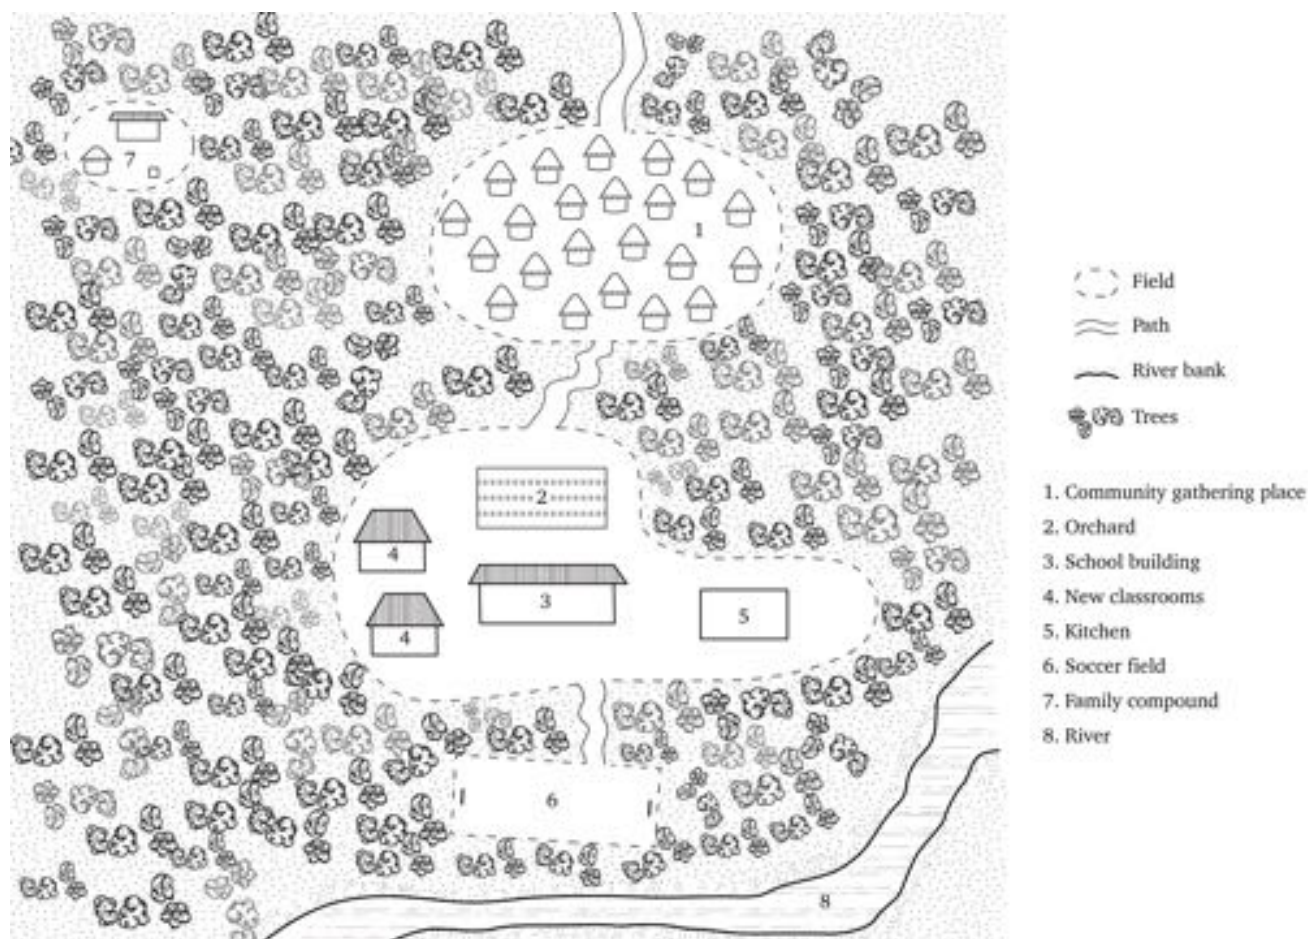 7
1
2
4
3
4
5
6
8
Field
Path
River bank
Trees
1. Community gathering place
2. Orchard
3. School building
4. New classrooms
5. Kitchen
6. Soccer field
7. Family compound
8. River